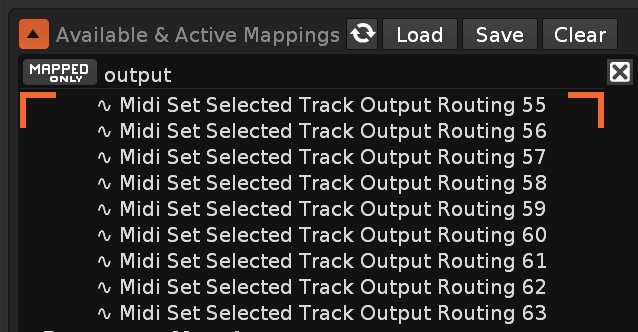 Available & Active Mappings Load Save Clear
MAPPED ONLY output
∿ Midi Set Selected Track Output Routing 55
∿ Midi Set Selected Track Output Routing 56
∿ Midi Set Selected Track Output Routing 57
∿ Midi Set Selected Track Output Routing 58
∿ Midi Set Selected Track Output Routing 59
∿ Midi Set Selected Track Output Routing 60
∿ Midi Set Selected Track Output Routing 61
∿ Midi Set Selected Track Output Routing 62
∿ Midi Set Selected Track Output Routing 63